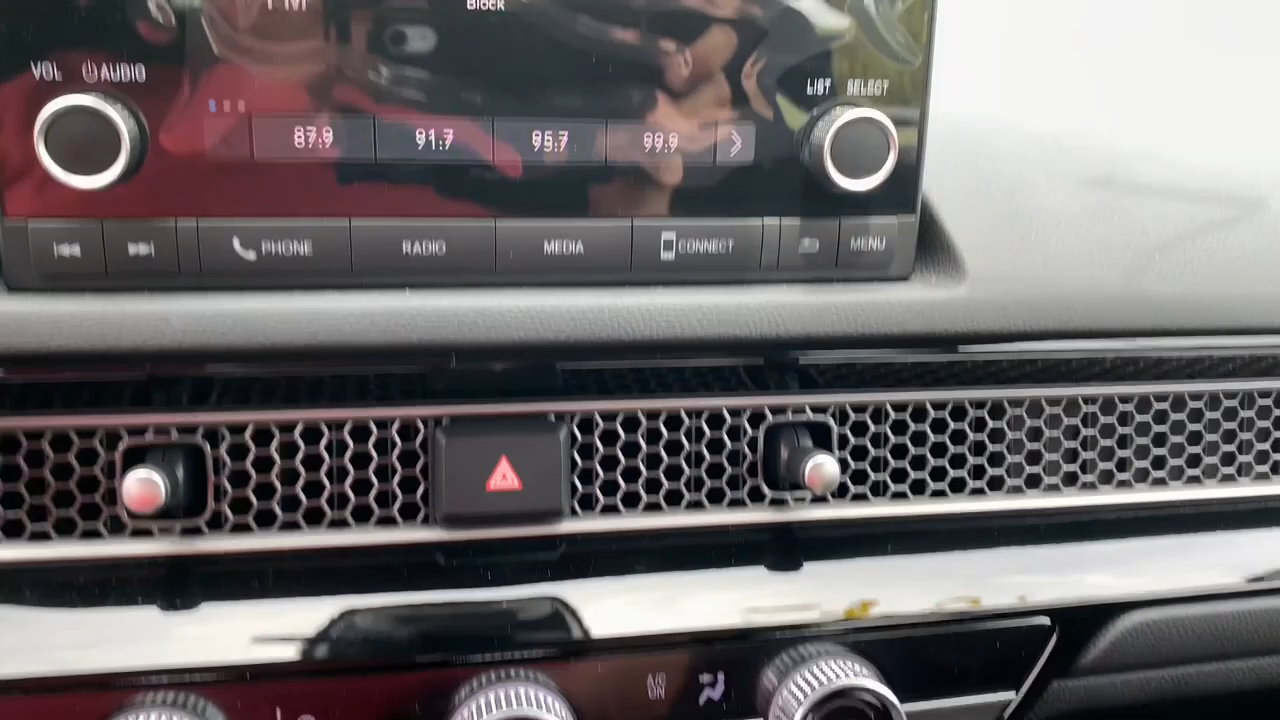 FM
Block
VOL AUDIO
LIST SELECT
87.9 91.7 95.7 99.9
PHONE RADIO MEDIA CONNECT MENU
A/C
ON